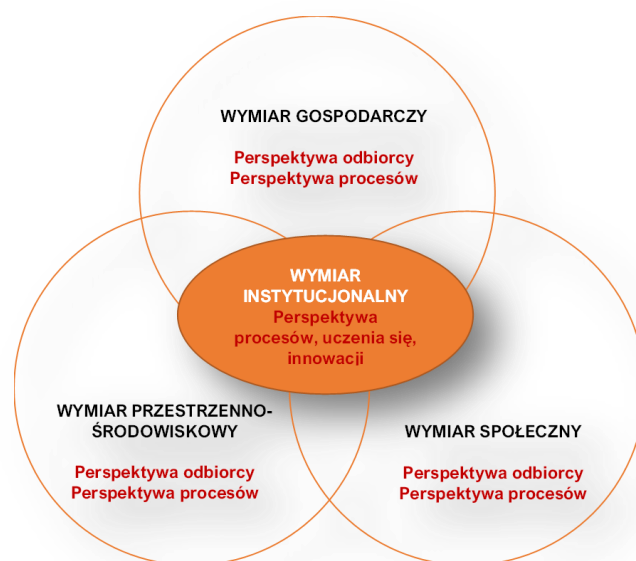 WYMIAR GOSPODARCZY
Perspektywa odbiorcy
Perspektywa procesów
WYMIAR
INSTYTUCJONALNY
Perspektywa
procesów, uczenia się,
innowacji
WYMIAR PRZESTRZENNO-
ŚRODOWISKOWY
Perspektywa odbiorcy
Perspektywa procesów
WYMIAR SPOŁECZNY
Perspektywa odbiorcy
Perspektywa procesów